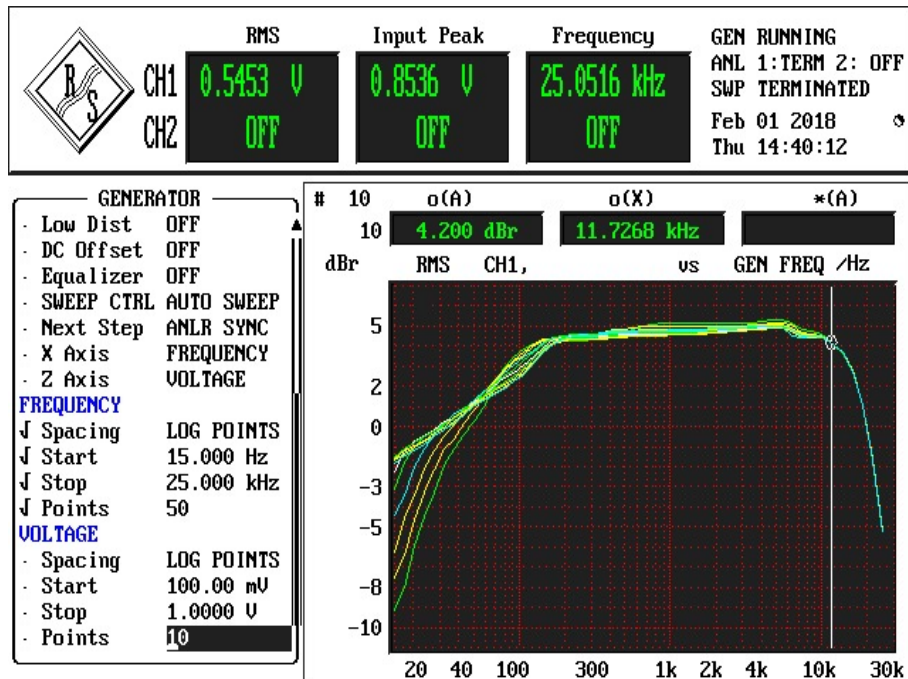 RMS Input Peak Frequency
R
S
CH1 0.5453 V 0.8536 V 25.0516 kHz
CH2 OFF OFF OFF
GEN RUNNING
ANL 1:TERM 2: OFF
SWP TERMINATED
Feb 01 2018
Thu 14:40:12
GENERATOR
· Low Dist OFF
· DC Offset OFF
· Equalizer OFF
· SWEEP CTRL AUTO SWEEP
· Next Step ANLR SYNC
· X Axis FREQUENCY
· Z Axis VOLTAGE
FREQUENCY
√ Spacing LOG POINTS
√ Start 15.000 Hz
√ Stop 25.000 kHz
√ Points 50
VOLTAGE
· Spacing LOG POINTS
· Start 100.00 mV
· Stop 1.0000 V
· Points 10
# 10 o(A) o(X) *(A)
10 4.200 dBr 11.7268 kHz
dBr RMS CH1, vs GEN FREQ /Hz
5
2
0
-3
-5
-8
-10
20 40 100 300 1k 2k 4k 10k 30k